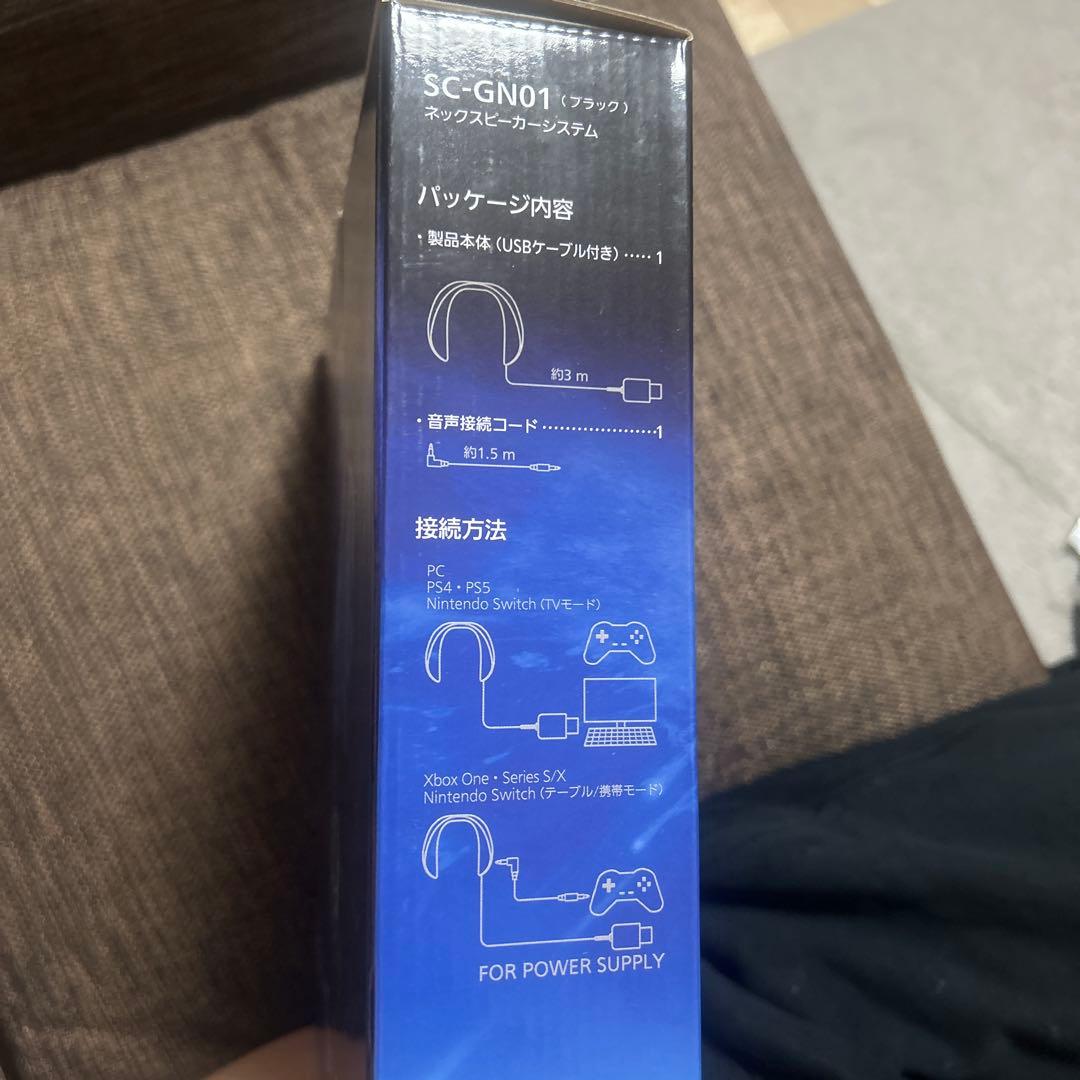 SC-GN01（ブラック）
ネックスピーカーシステム
パッケージ内容
・製品本体（USBケーブル付き）‥‥‥1
約3 m
・音声接続コード ‥‥‥‥‥‥‥‥‥1
約1.5 m
接続方法
PC
PS4・PS5
Nintendo Switch（TVモード）
Xbox One・Series S/X
Nintendo Switch（テーブル/携帯モード）
FOR POWER SUPPLY